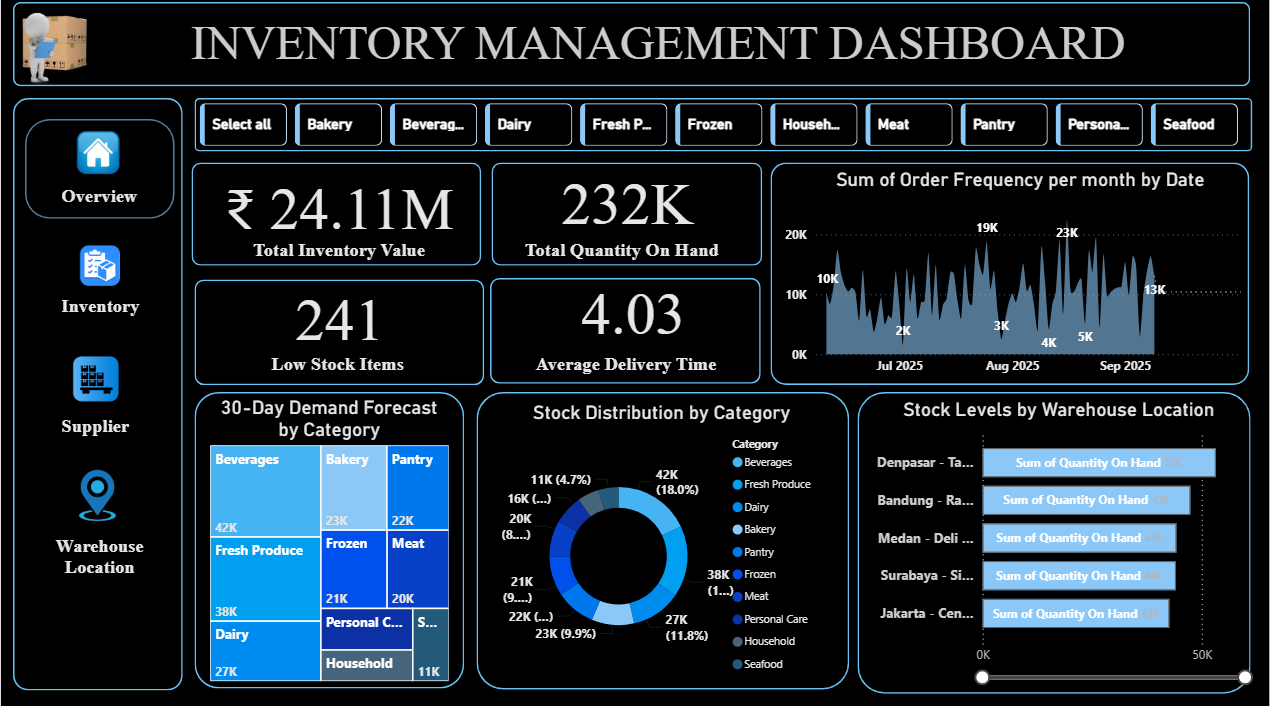 INVENTORY MANAGEMENT DASHBOARD
Select all
Bakery
Beverag...
Dairy
Fresh P...
Frozen
Househ...
Meat
Pantry
Persona...
Seafood
Overview
Inventory
Supplier
Warehouse
Location
₹ 24.11M
Total Inventory Value
232K
Total Quantity On Hand
241
Low Stock Items
4.03
Average Delivery Time
Sum of Order Frequency per month by Date
20K
10K
0K
10K
2K
19K
3K
4K
23K
5K
13K
Jul 2025
Aug 2025
Sep 2025
30-Day Demand Forecast
by Category
Beverages
42K
Fresh Produce
38K
Dairy
27K
Bakery
23K
Pantry
22K
Frozen
21K
Meat
20K
Personal C...
Household
S...
11K
Stock Distribution by Category
42K
(18.0%)
38K
(1...)
27K
(11.8%)
23K (9.9%)
22K (...)
21K
(9....)
20K
(8....)
16K (...)
11K (4.7%)
Category
Beverages
Fresh Produce
Dairy
Bakery
Pantry
Frozen
Meat
Personal Care
Household
Seafood
Stock Levels by Warehouse Location
Denpasar - Ta...
Sum of Quantity On Hand
Bandung - Ra...
Sum of Quantity On Hand 47K
Medan - Deli ...
Sum of Quantity On Hand
Surabaya - Si...
Sum of Quantity On Hand
Jakarta - Cen...
Sum of Quantity On Hand
0K
50K